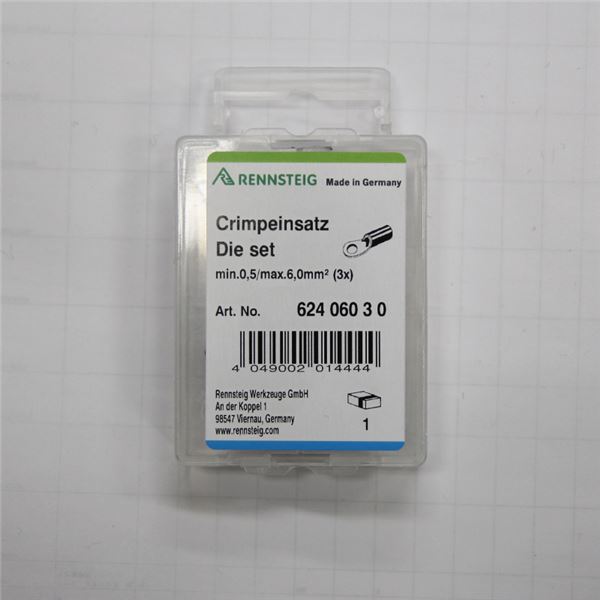 RENNSTEIG Made in Germany
Crimpeinsatz
Die set
min.0,5/max.6,0mm² (3x)
Art. No. 624 060 3 0
4 049002 014444
Rennsteig Werkzeuge GmbH
An der Koppel 1
98547 Viernau, Germany
www.rennsteig.com
1